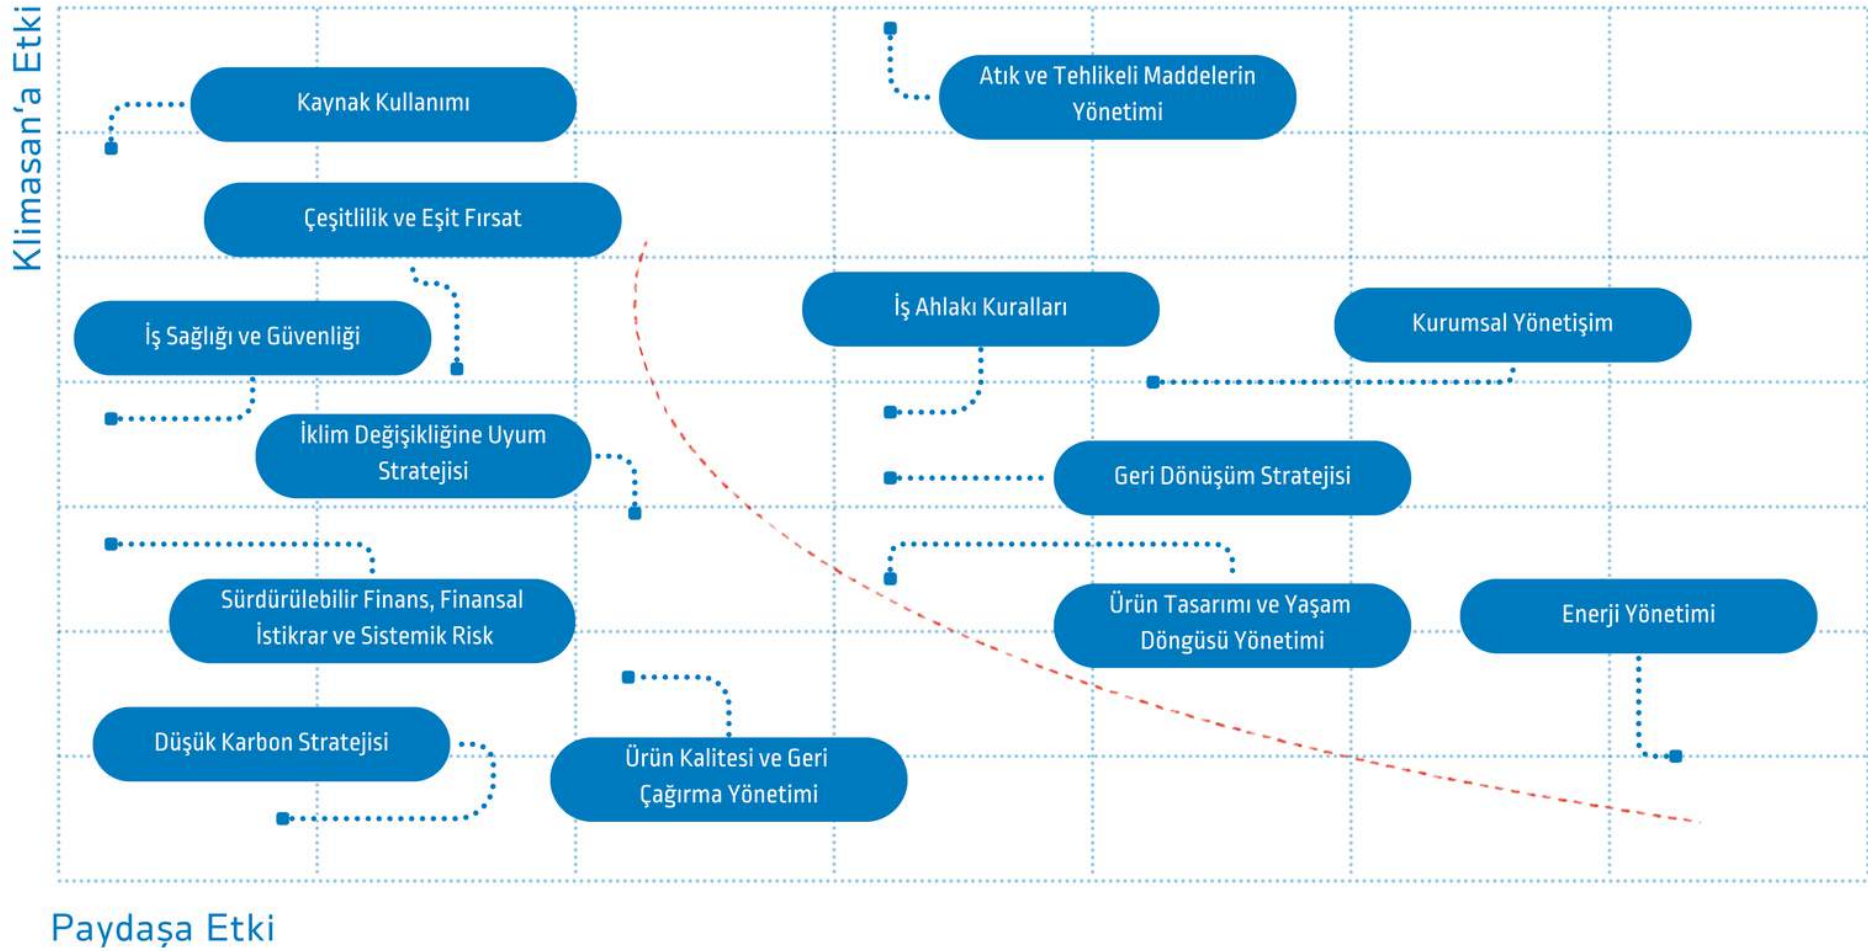 Klimasan'a Etki
Kaynak Kullanımı
Atık ve Tehlikeli Maddelerin
Yönetimi
Çeşitlilik ve Eşit Fırsat
İş Sağlığı ve Güvenliği
İş Ahlakı Kuralları
Kurumsal Yönetişim
İklim Değişikliğine Uyum
Stratejisi
Geri Dönüşüm Stratejisi
Sürdürülebilir Finans, Finansal
İstikrar ve Sistemik Risk
Ürün Tasarımı ve Yaşam
Döngüsü Yönetimi
Enerji Yönetimi
Düşük Karbon Stratejisi
Ürün Kalitesi ve Geri
Çağırma Yönetimi
Paydaşa Etki